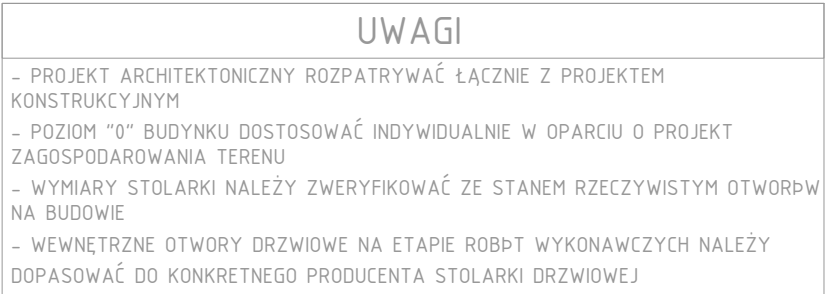 UWAGI
- PROJEKT ARCHITEKTONICZNY ROZPATRYWAĆ ŁĄCZNIE Z PROJEKTEM
KONSTRUKCYJNYM
- POZIOM "0" BUDYNKU DOSTOSOWAĆ INDYWIDUALNIE W OPARCIU O PROJEKT
ZAGOSPODAROWANIA TERENU
- WYMIARY STOLARKI NALEŻY ZWERYFIKOWAĆ ZE STANEM RZECZYWISTYM OTWORÞW
NA BUDOWIE
- WEWNĘTRZNE OTWORY DRZWIOWE NA ETAPIE ROBÞT WYKONAWCZYCH NALEŻY
DOPASOWAĆ DO KONKRETNEGO PRODUCENTA STOLARKI DRZWIOWEJ